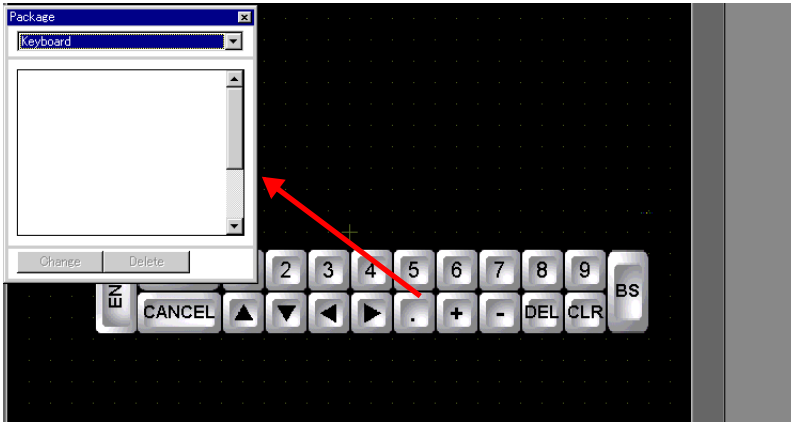 Package
Keyboard
Change Delete
2 3 4 5 6 7 8 9
EN
BS
CANCEL . + - DEL CLR